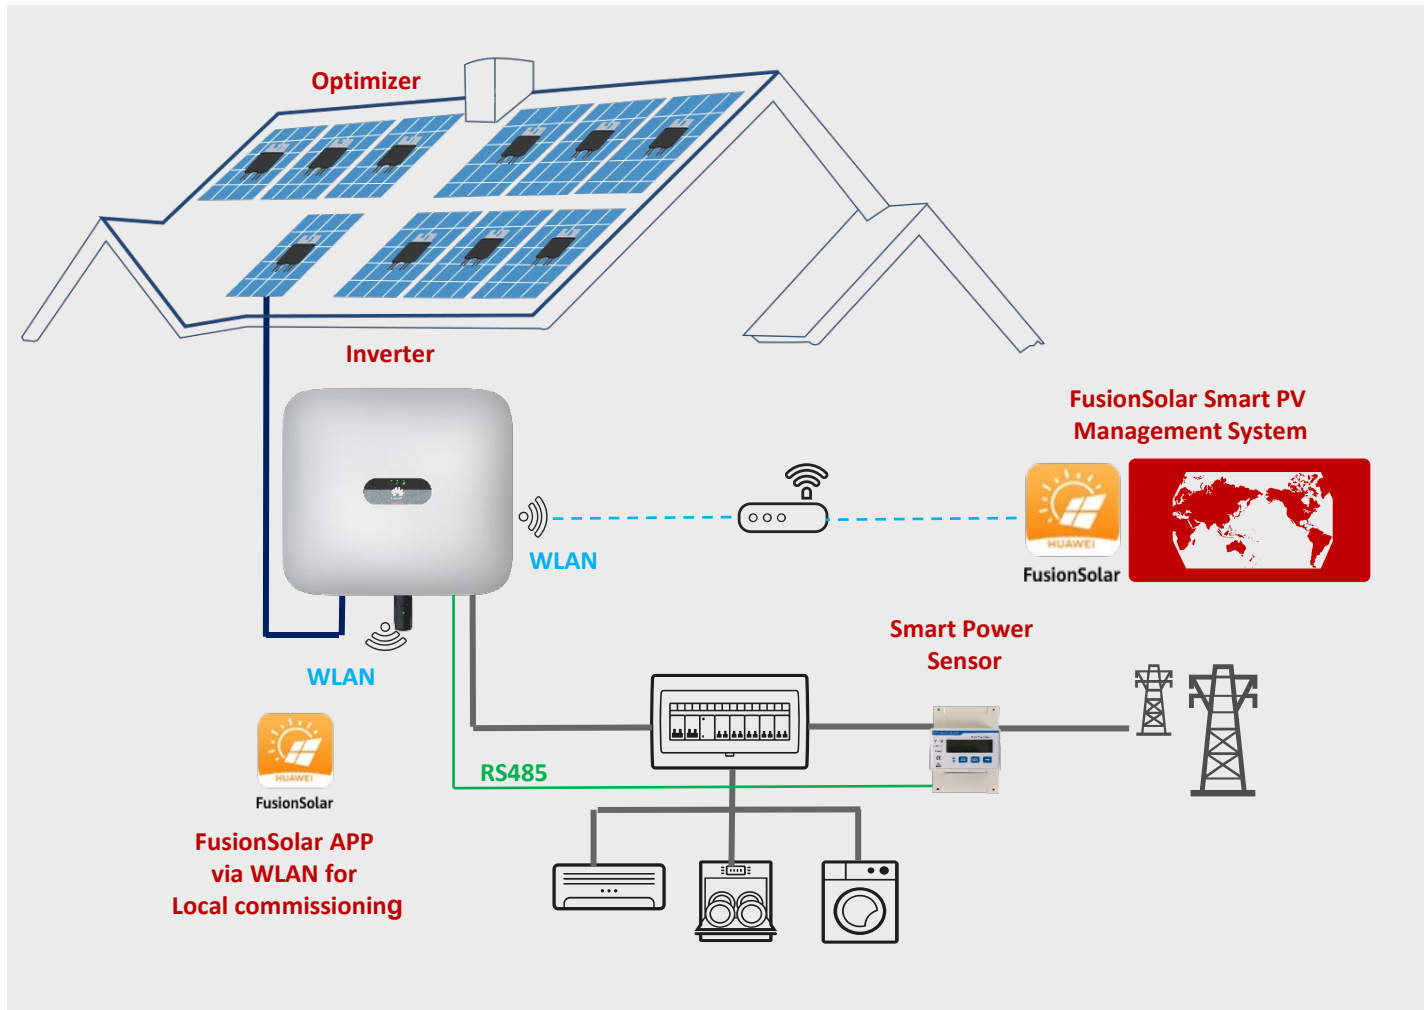 Optimizer
Inverter
FusionSolar Smart PV
Management System
HUAWEI
FusionSolar
WLAN
WLAN
Smart Power
Sensor
HUAWEI
FusionSolar
RS485
FusionSolar APP
via WLAN for
Local commissioning